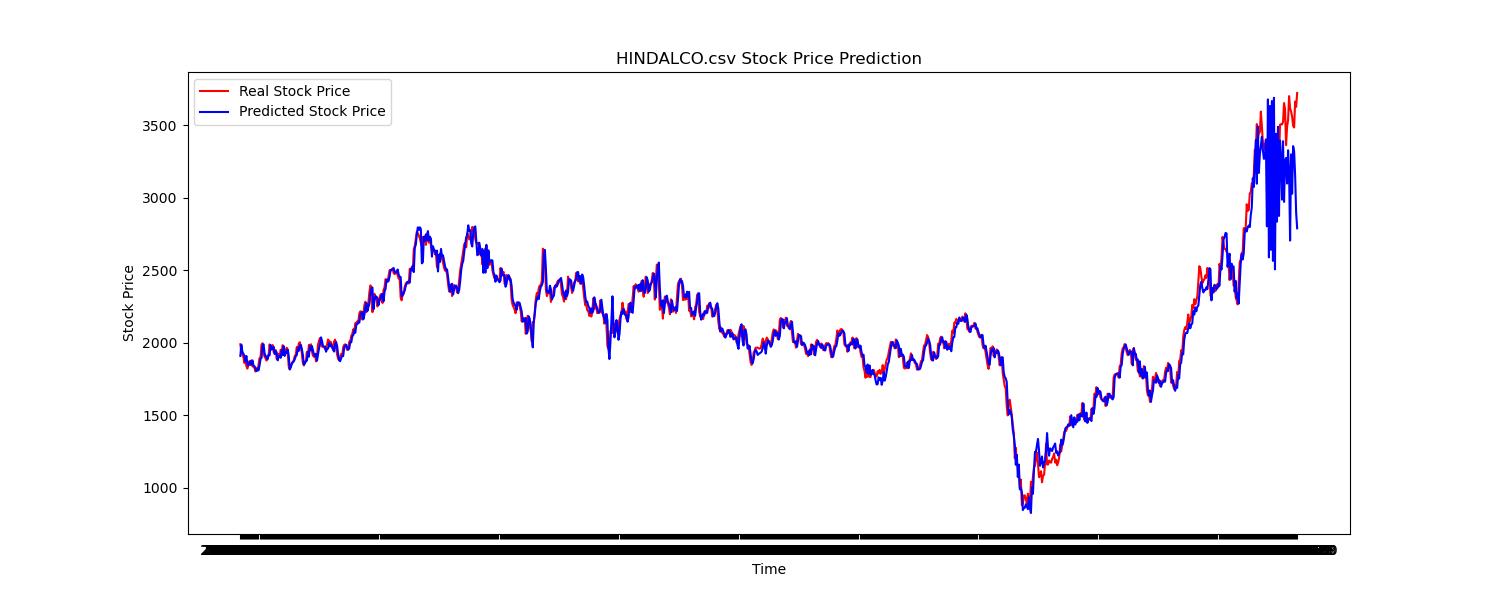 HINDALCO.csv Stock Price Prediction
Real Stock Price
Predicted Stock Price
3500
3000
2500
2000
1500
1000
Stock Price
Time